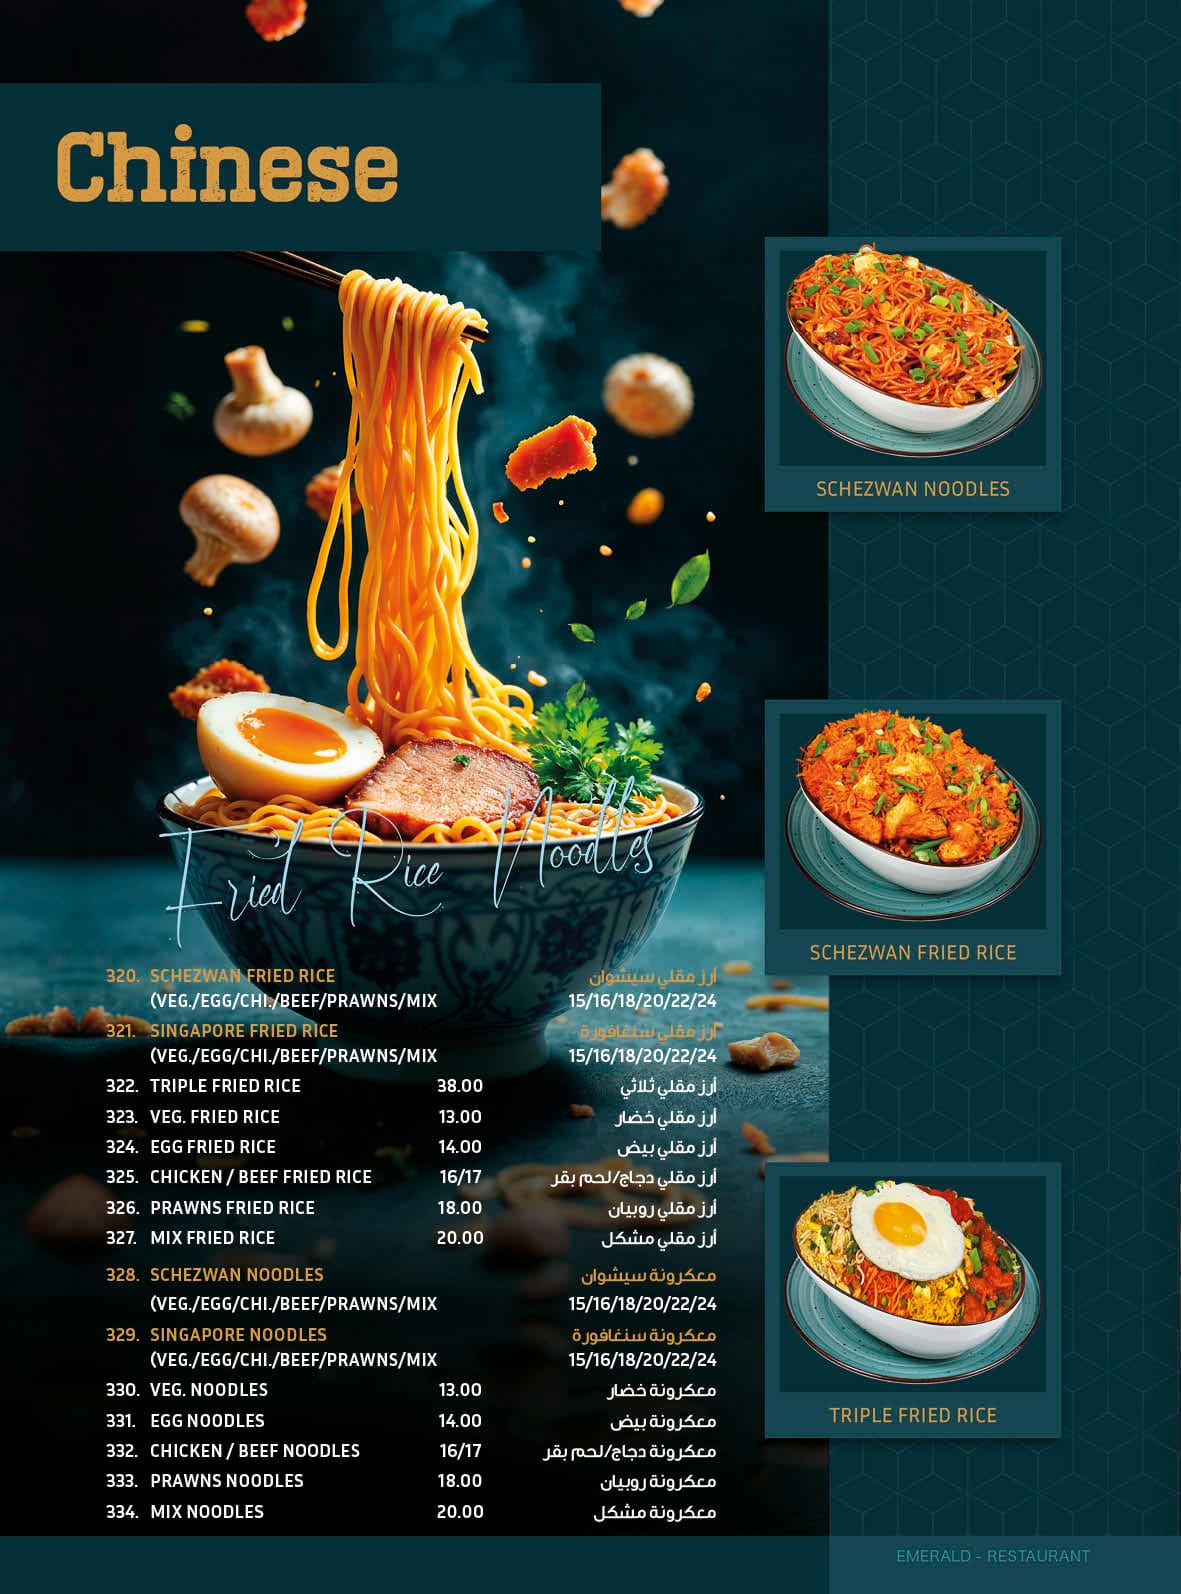 Chinese
SCHEZWAN NOODLES
SCHEZWAN FRIED RICE
TRIPLE FRIED RICE
Fried Rice Noodles
320. SCHEZWAN FRIED RICE أرز مقلي سيشوان
(VEG./EGG/CHI./BEEF/PRAWNS/MIX 15/16/18/20/22/24
321. SINGAPORE FRIED RICE أرز مقلي سنغافورة
(VEG./EGG/CHI./BEEF/PRAWNS/MIX 15/16/18/20/22/24
322. TRIPLE FRIED RICE 38.00 أرز مقلي ثلاثي
323. VEG. FRIED RICE 13.00 أرز مقلي خضار
324. EGG FRIED RICE 14.00 أرز مقلي بيض
325. CHICKEN / BEEF FRIED RICE 16/17 أرز مقلي دجاج/لحم بقر
326. PRAWNS FRIED RICE 18.00 أرز مقلي روبيان
327. MIX FRIED RICE 20.00 أرز مقلي مشكل
328. SCHEZWAN NOODLES معكرونة سيشوان
(VEG./EGG/CHI./BEEF/PRAWNS/MIX 15/16/18/20/22/24
329. SINGAPORE NOODLES معكرونة سنغافورة
(VEG./EGG/CHI./BEEF/PRAWNS/MIX 15/16/18/20/22/24
330. VEG. NOODLES 13.00 معكرونة خضار
331. EGG NOODLES 14.00 معكرونة بيض
332. CHICKEN / BEEF NOODLES 16/17 معكرونة دجاج/لحم بقر
333. PRAWNS NOODLES 18.00 معكرونة روبيان
334. MIX NOODLES 20.00 معكرونة مشكل
EMERALD - RESTAURANT